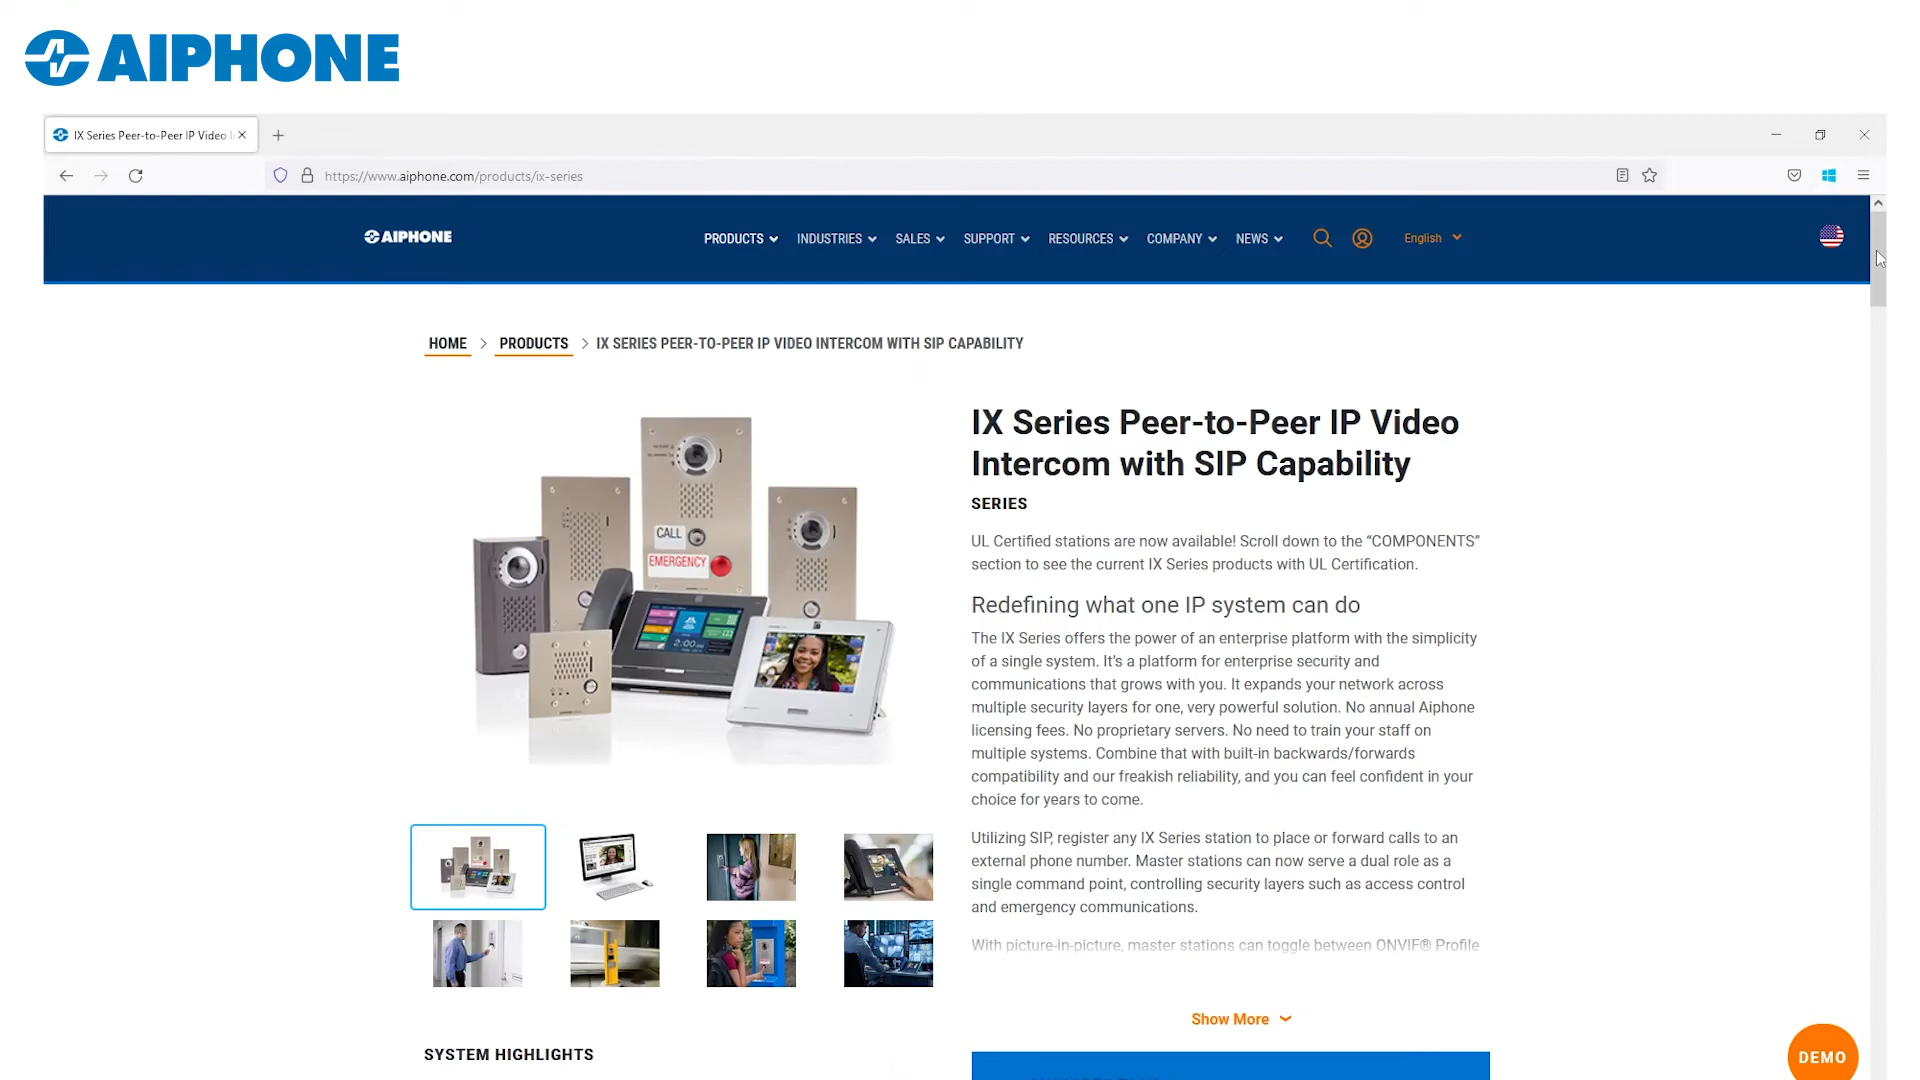 AIPHONE
IX Series Peer-to-Peer IP Video
https://www.aiphone.com/products/ix-series
AIPHONE
PRODUCTS
INDUSTRIES
SALES
SUPPORT
RESOURCES
COMPANY
NEWS
English
HOME > PRODUCTS > IX SERIES PEER-TO-PEER IP VIDEO INTERCOM WITH SIP CAPABILITY
CALL
EMERGENCY
2:00
IX Series Peer-to-Peer IP Video
Intercom with SIP Capability
SERIES
UL Certified stations are now available! Scroll down to the “COMPONENTS”
section to see the current IX Series products with UL Certification.
Redefining what one IP system can do
The IX Series offers the power of an enterprise platform with the simplicity
of a single system. It’s a platform for enterprise security and
communications that grows with you. It expands your network across
multiple security layers for one, very powerful solution. No annual Aiphone
licensing fees. No proprietary servers. No need to train your staff on
multiple systems. Combine that with built-in backwards/forwards
compatibility and our freakish reliability, and you can feel confident in your
choice for years to come.
Utilizing SIP, register any IX Series station to place or forward calls to an
external phone number. Master stations can now serve a dual role as a
single command point, controlling security layers such as access control
and emergency communications.
With picture-in-picture, master stations can toggle between ONVIF® Profile
Show More
SYSTEM HIGHLIGHTS
DEMO